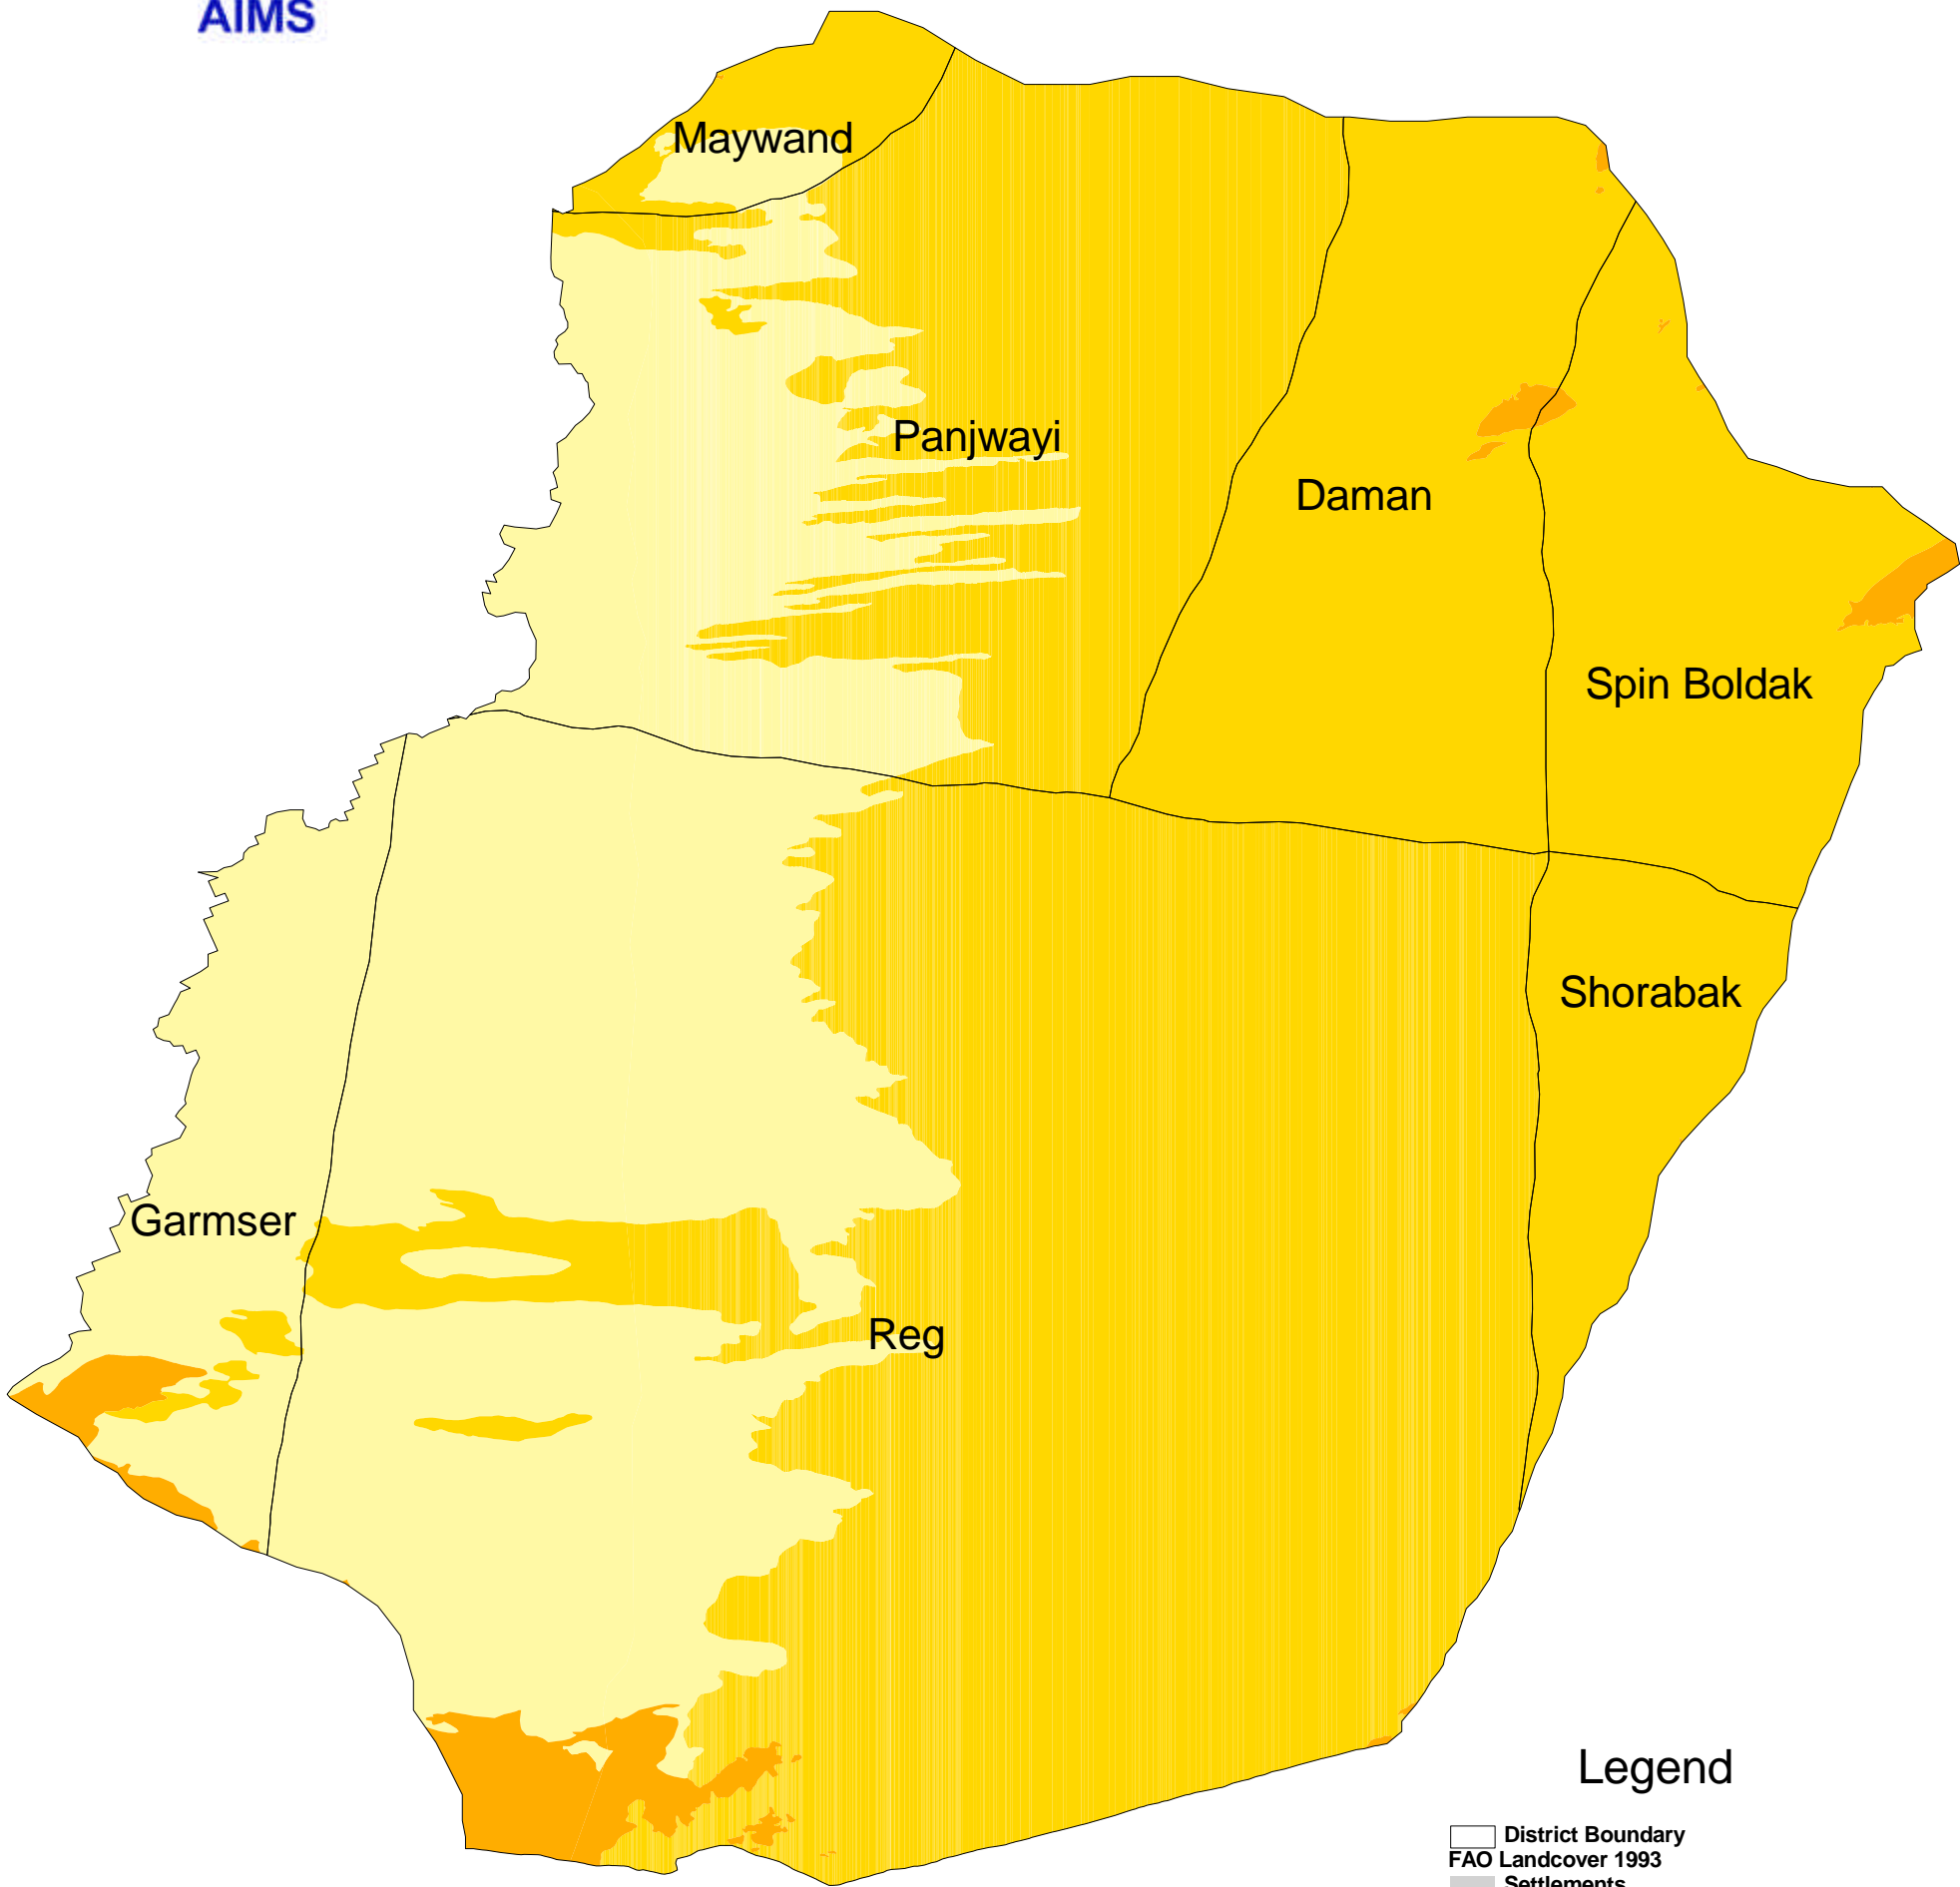 AIMS
Maywand
Panjwayi
Daman
Spin Boldak
Shorabak
Garmser
Reg
Legend
District Boundary
FAO Landcover 1993
Settlements